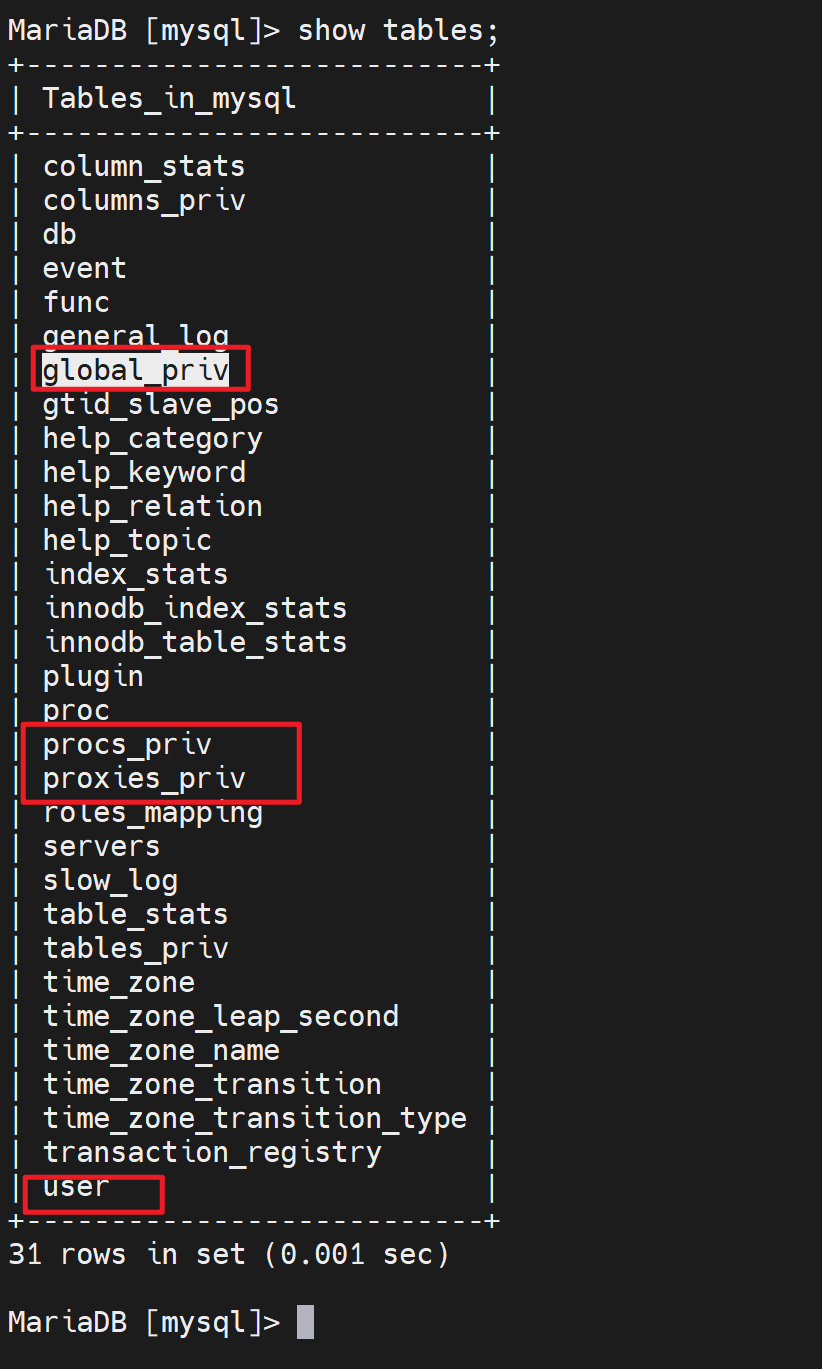 MariaDB [mysql]> show tables;
+---------------------------+
| Tables_in_mysql           |
+---------------------------+
| column_stats              |
| columns_priv              |
| db                        |
| event                     |
| func                      |
| general_log               |
| global_priv               |
| gtid_slave_pos            |
| help_category             |
| help_keyword              |
| help_relation             |
| help_topic                |
| index_stats               |
| innodb_index_stats        |
| innodb_table_stats        |
| plugin                    |
| proc                      |
| procs_priv                |
| proxies_priv              |
| roles_mapping             |
| servers                   |
| slow_log                  |
| table_stats               |
| tables_priv               |
| time_zone                 |
| time_zone_leap_second     |
| time_zone_name            |
| time_zone_transition      |
| time_zone_transition_type |
| transaction_registry      |
| user                      |
+---------------------------+
31 rows in set (0.001 sec)
MariaDB [mysql]>